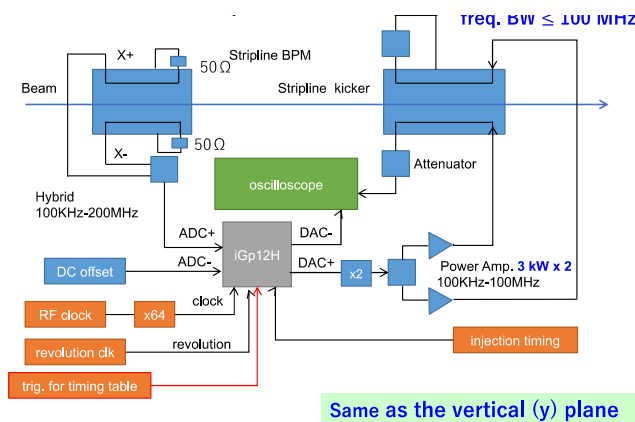 freq. BW ≤ 100 MHz
X+
Stripline BPM
50Ω
Beam
Stripline kicker
50Ω
X-
Attenuator
oscilloscope
Hybrid
100KHz-200MHz
ADC+
DAC-
iGp12H
ADC-
DAC+
DC offset
x2
Power Amp. 3 kW x 2
100KHz-100MHz
clock
RF clock
x64
revolution clk
revolution
injection timing
trig. for timing table
Same as the vertical (y) plane